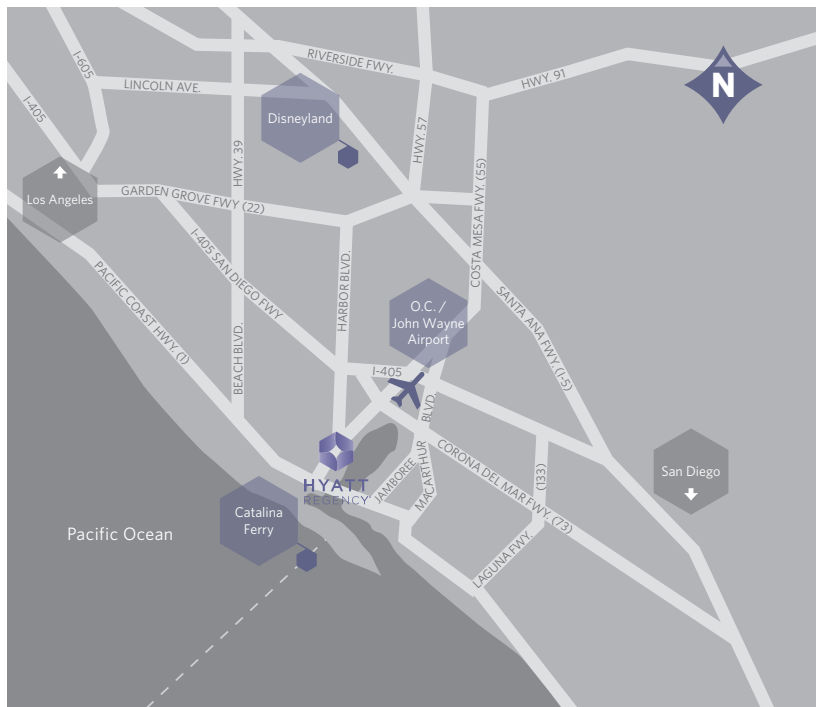 RIVERSIDE FWY.
I-605
HWY. 91
N
LINCOLN AVE.
I-405
Disneyland
HWY. 57
HWY. 39
COSTA MESA FWY. (55)
Los Angeles
GARDEN GROVE FWY (22)
I-405 SAN DIEGO FWY
HARBOR BLVD.
PACIFIC COAST HWY. (1)
O.C. /
John Wayne
Airport
SANTA ANA FWY. (I-5)
BEACH BLVD.
I-405
BLVD.
MACARTHUR
JAMBOREE
CORONA DEL MAR FWY. (73)
(133)
San Diego
HYATT
REGENCY
Catalina
Ferry
Pacific Ocean
LAGUNA FWY.